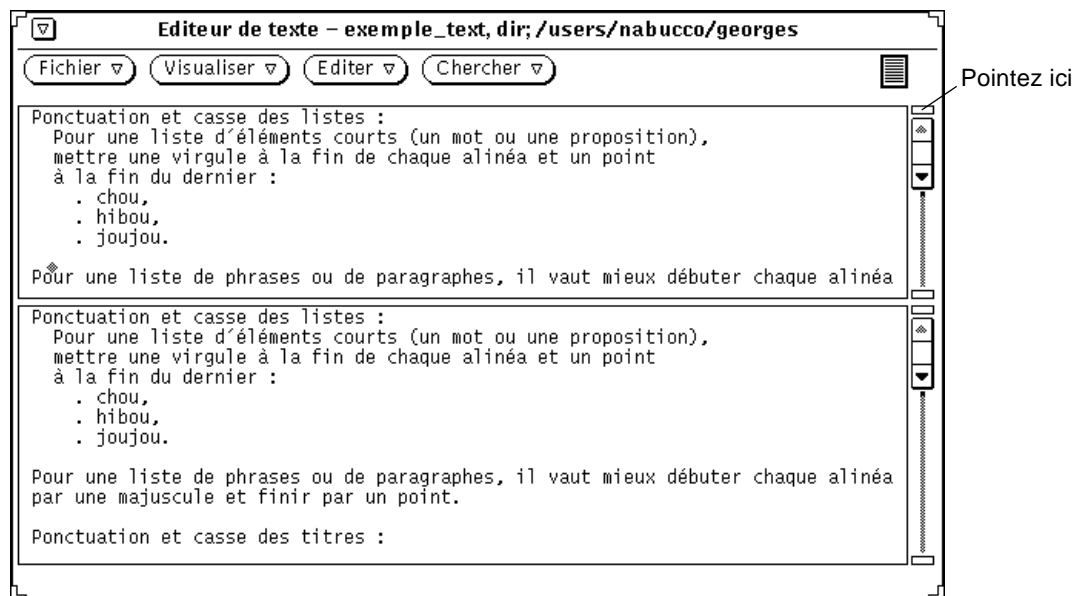 Editeur de texte – exemple_text, dir; /users/nabucco/georges
Fichier Visualiser Editer Chercher
Pointez ici
Ponctuation et casse des listes :
Pour une liste d´éléments courts (un mot ou une proposition),
mettre une virgule à la fin de chaque alinéa et un point
à la fin du dernier :
. chou,
. hibou,
. joujou.
Pour une liste de phrases ou de paragraphes, il vaut mieux débuter chaque alinéa
Ponctuation et casse des listes :
Pour une liste d´éléments courts (un mot ou une proposition),
mettre une virgule à la fin de chaque alinéa et un point
à la fin du dernier :
. chou,
. hibou,
. joujou.
Pour une liste de phrases ou de paragraphes, il vaut mieux débuter chaque alinéa
par une majuscule et finir par un point.
Ponctuation et casse des titres :